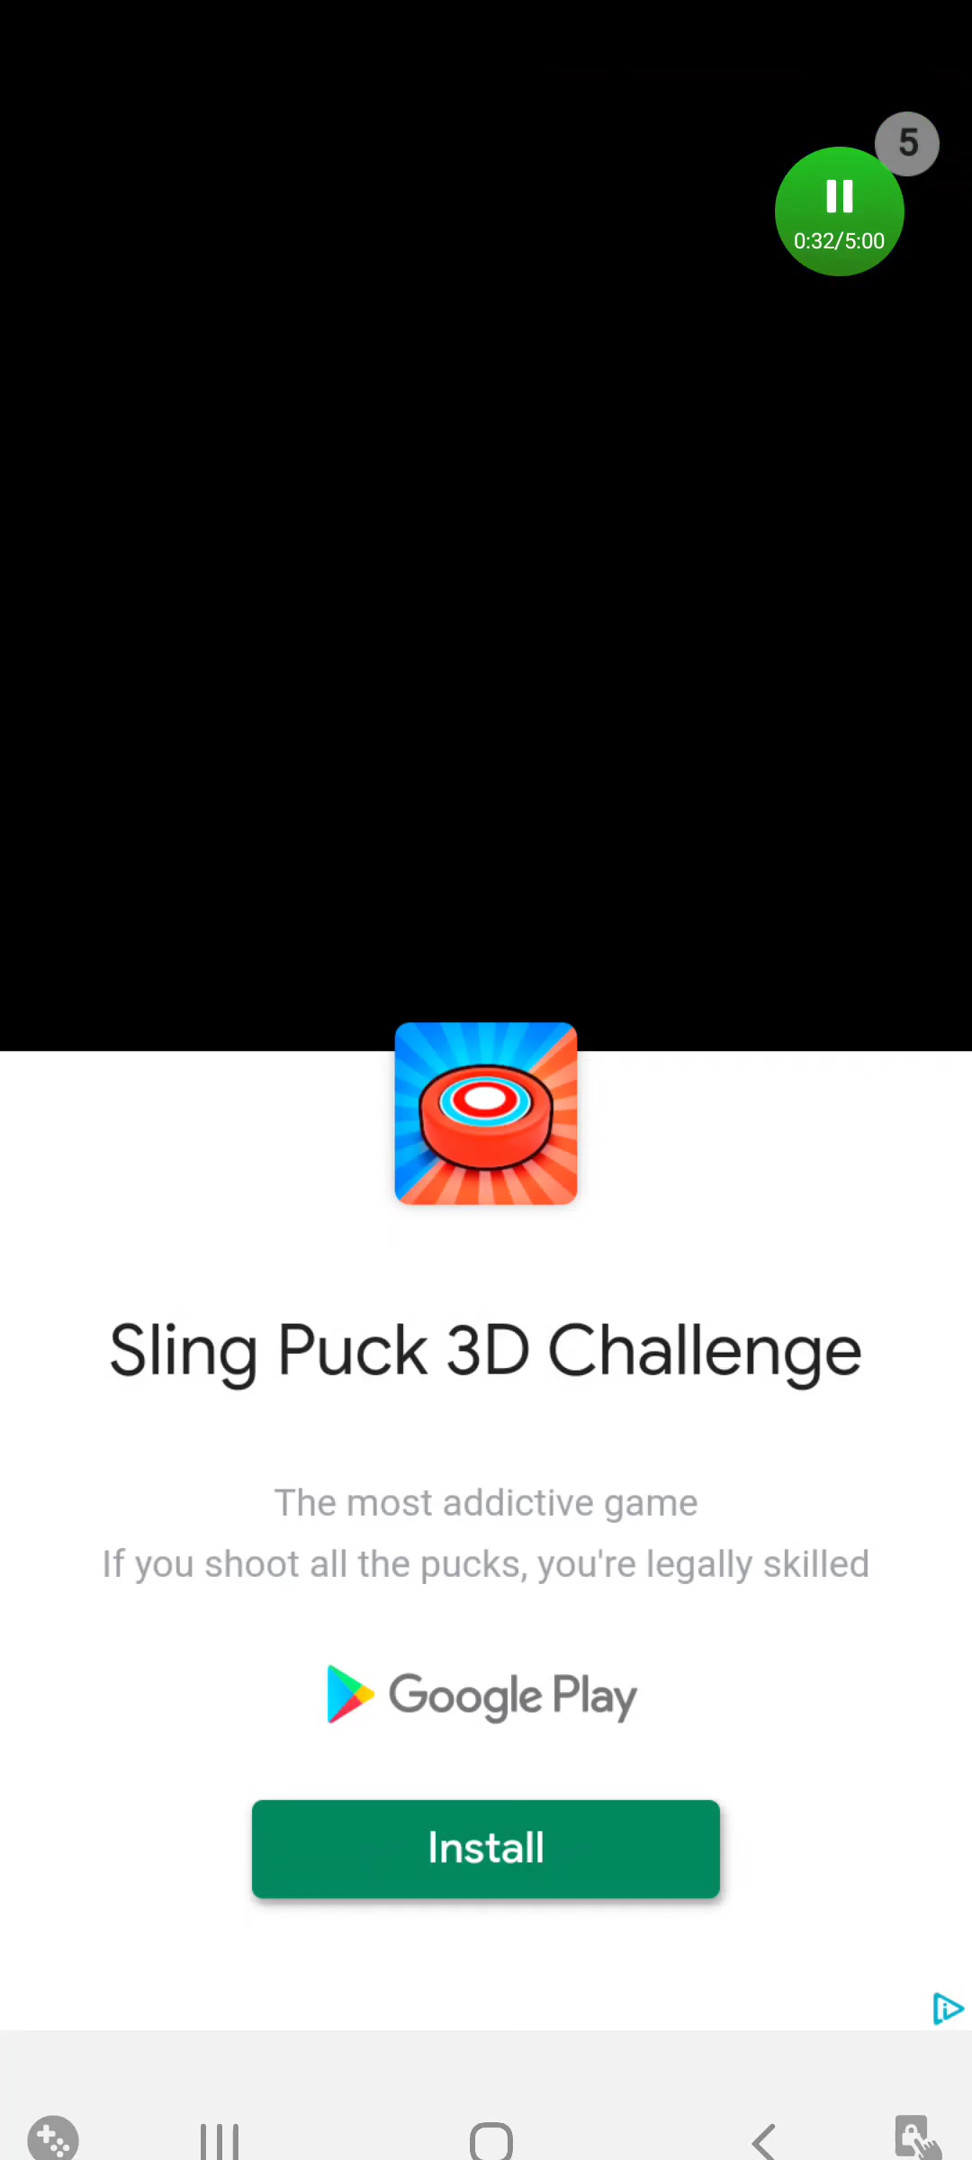 5
0:32/5:00
Sling Puck 3D Challenge
The most addictive game
If you shoot all the pucks, you're legally skilled
Google Play
Install